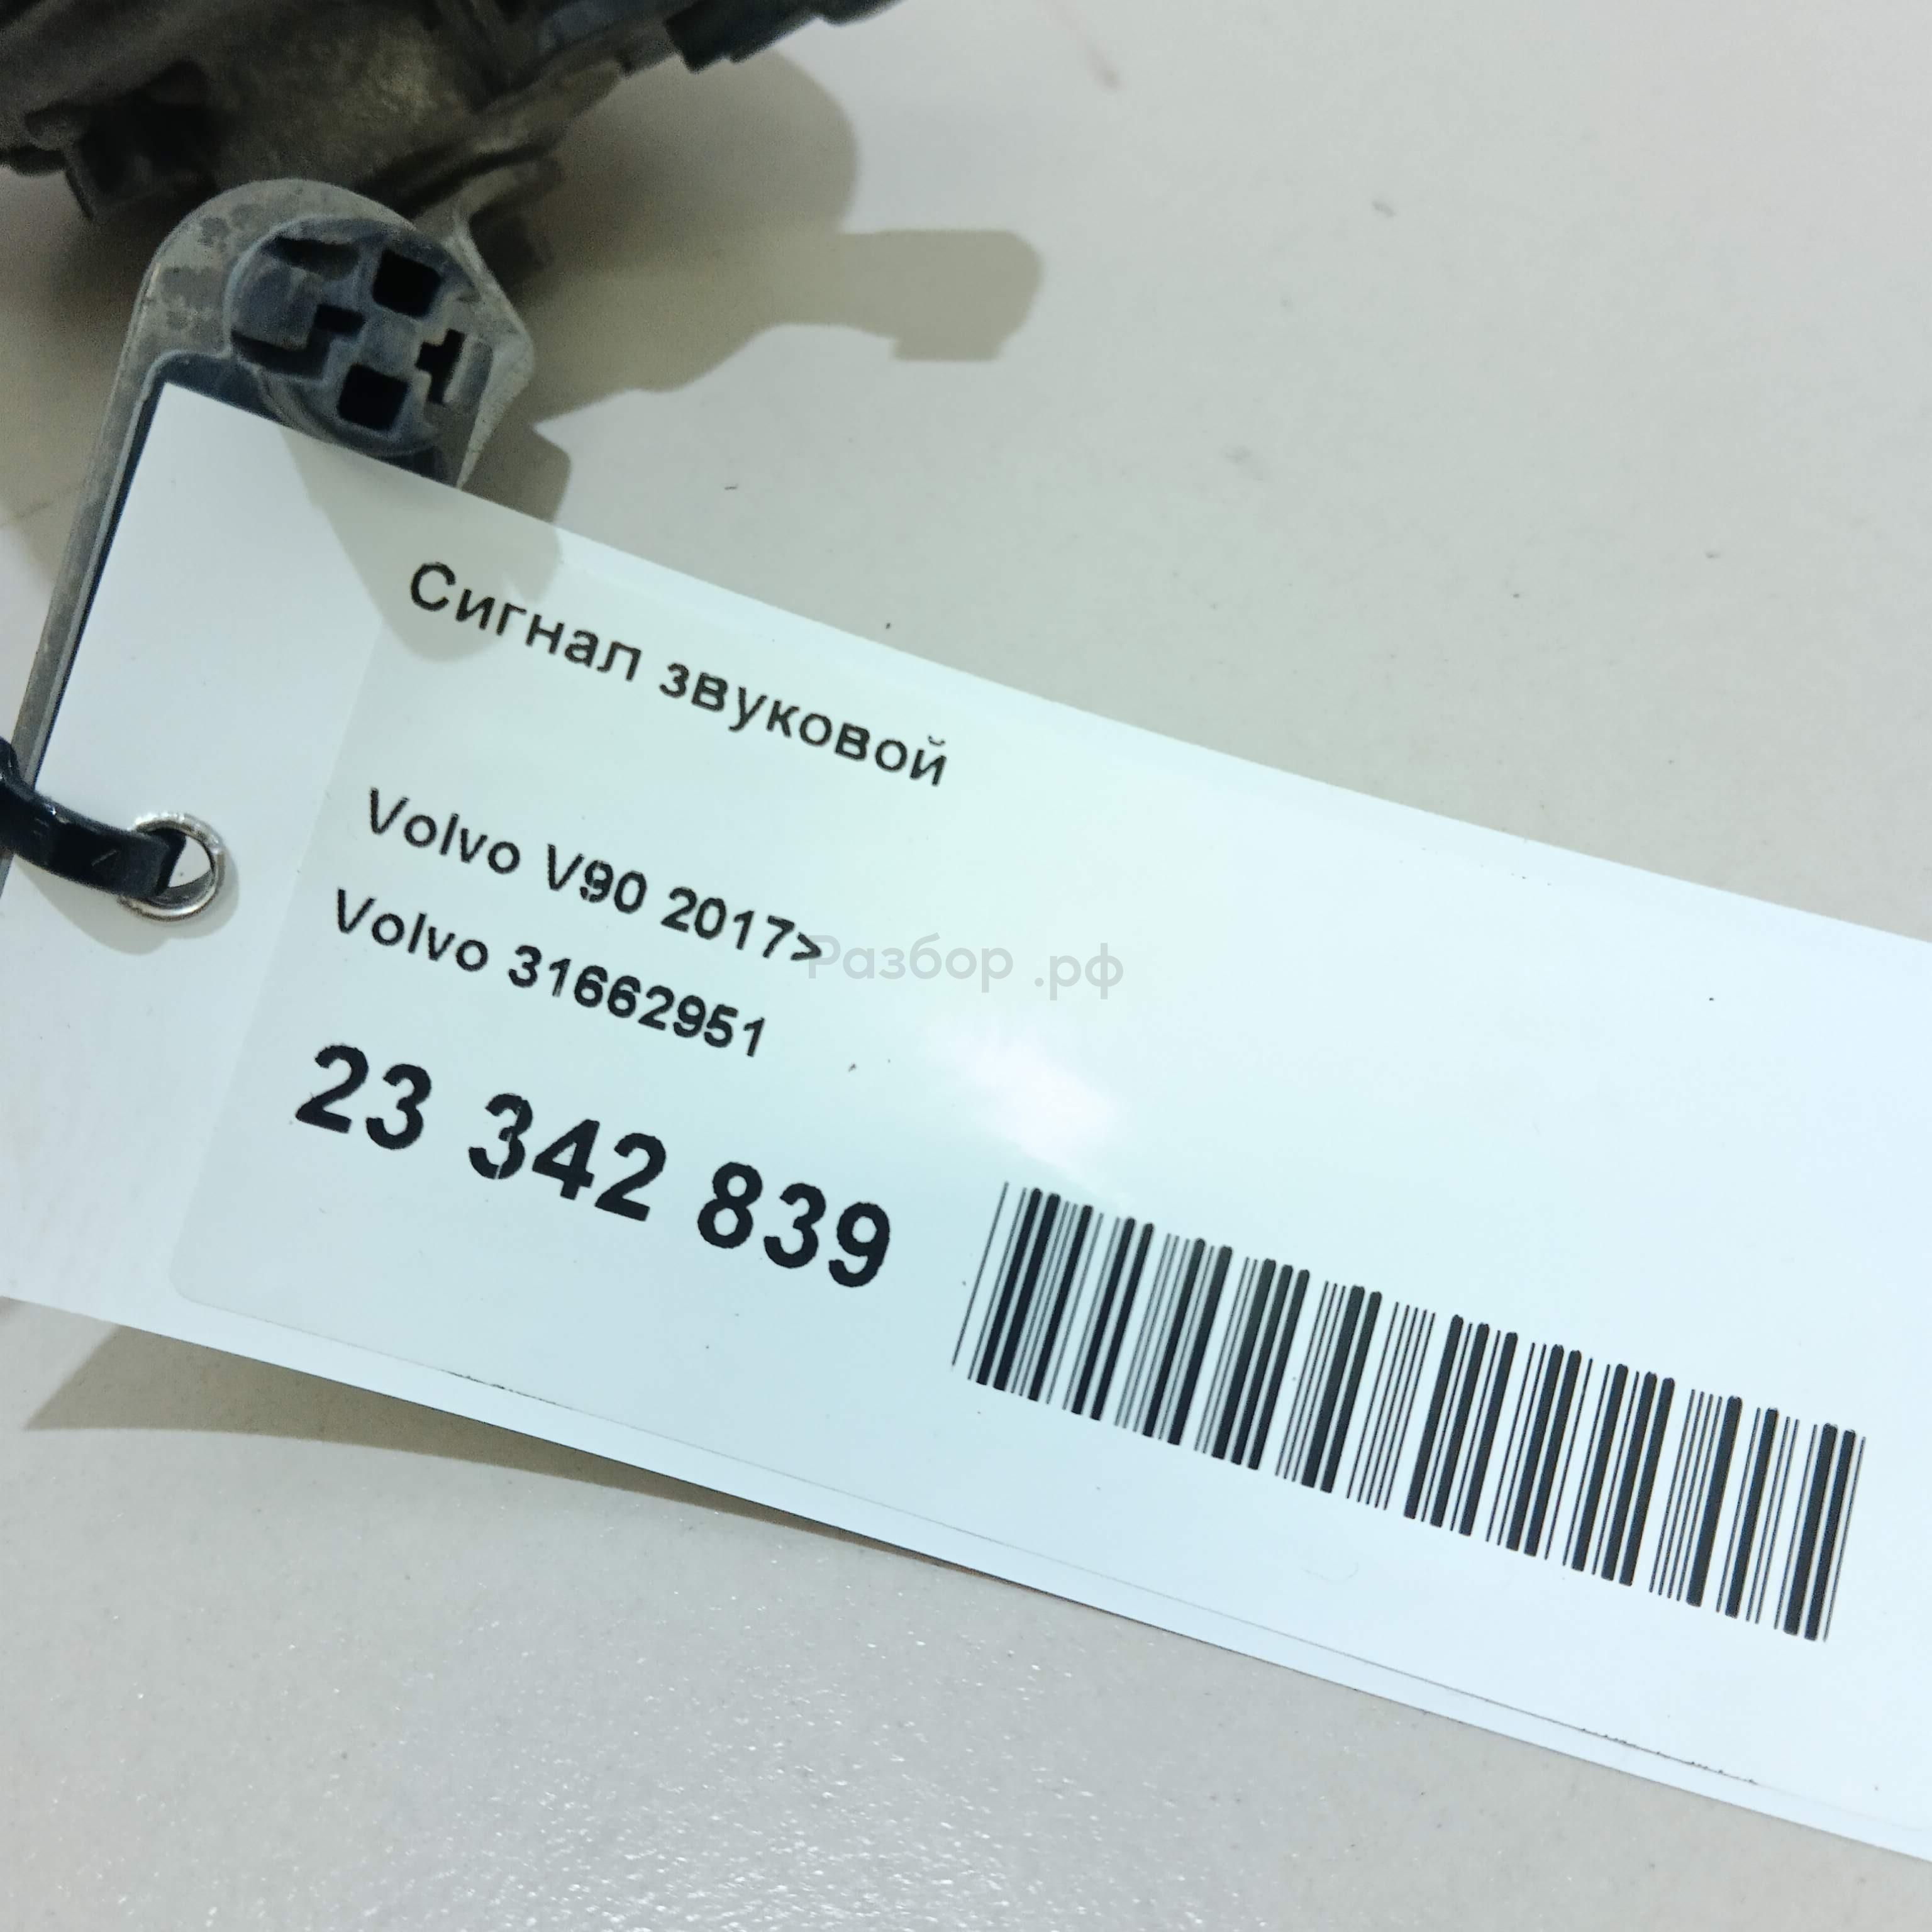 Сигнал звуковой
Volvo V90 2017>
Volvo 31662951
23 342 839
Разбор .рф